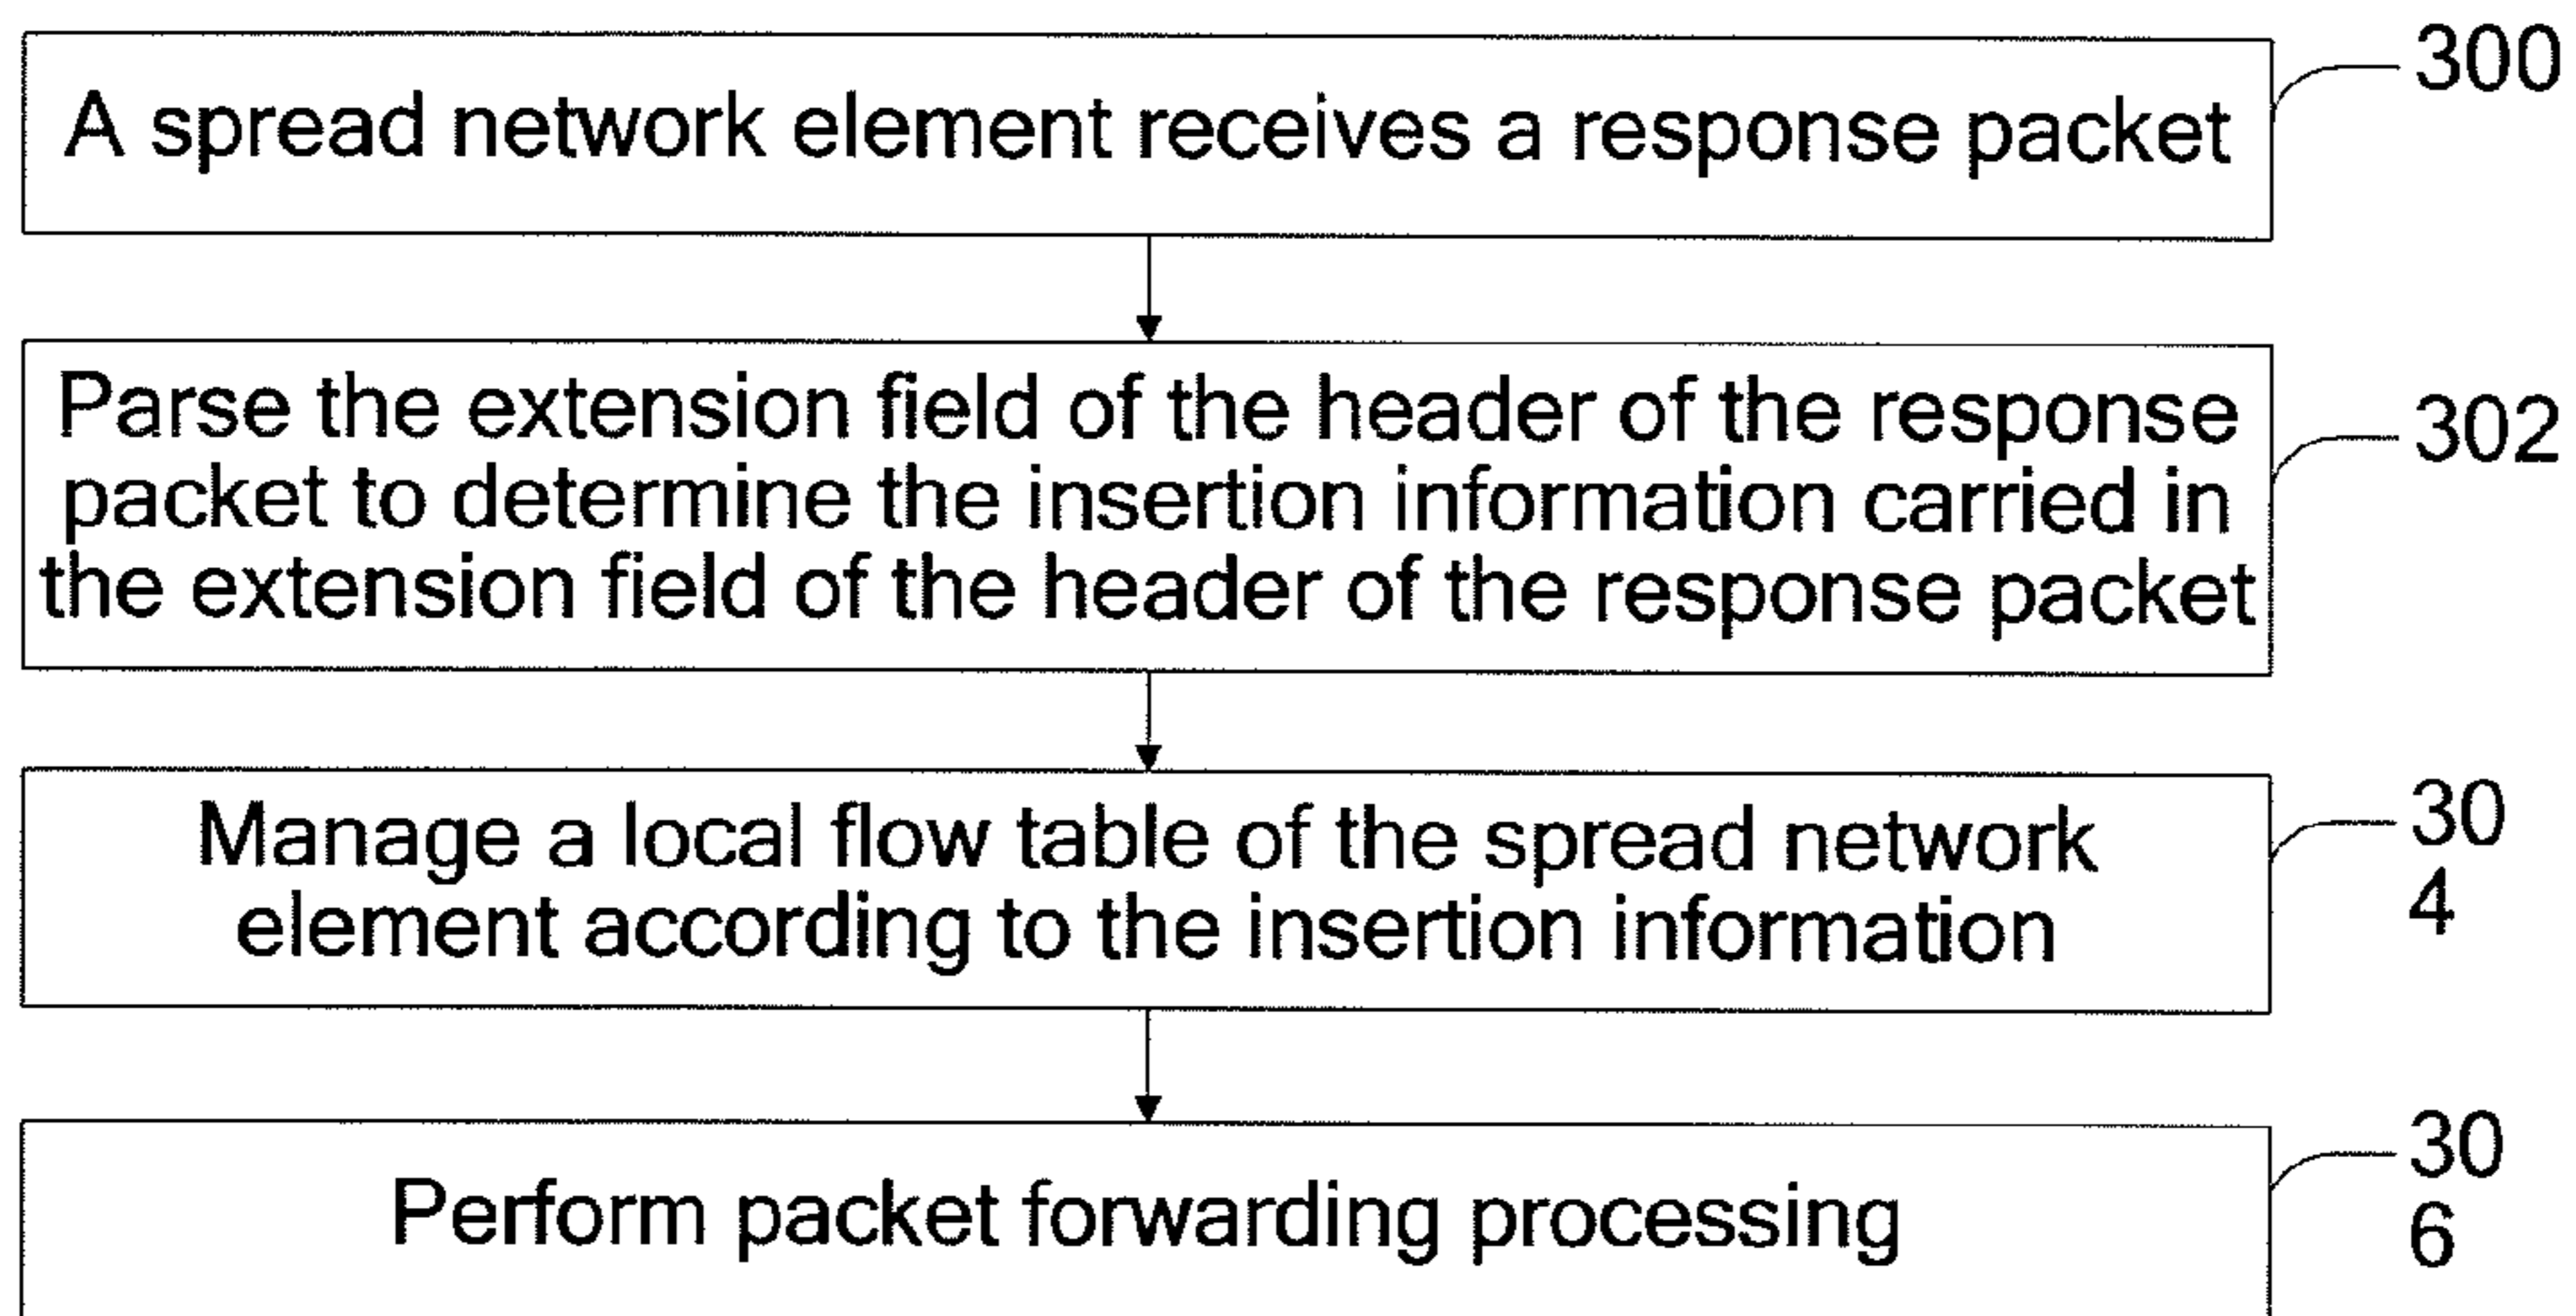 A spread network element receives a response packet
300
Parse the extension field of the header of the response
packet to determine the insertion information carried in
the extension field of the header of the response packet
302
Manage a local flow table of the spread network
element according to the insertion information
30
4
Perform packet forwarding processing
30
6